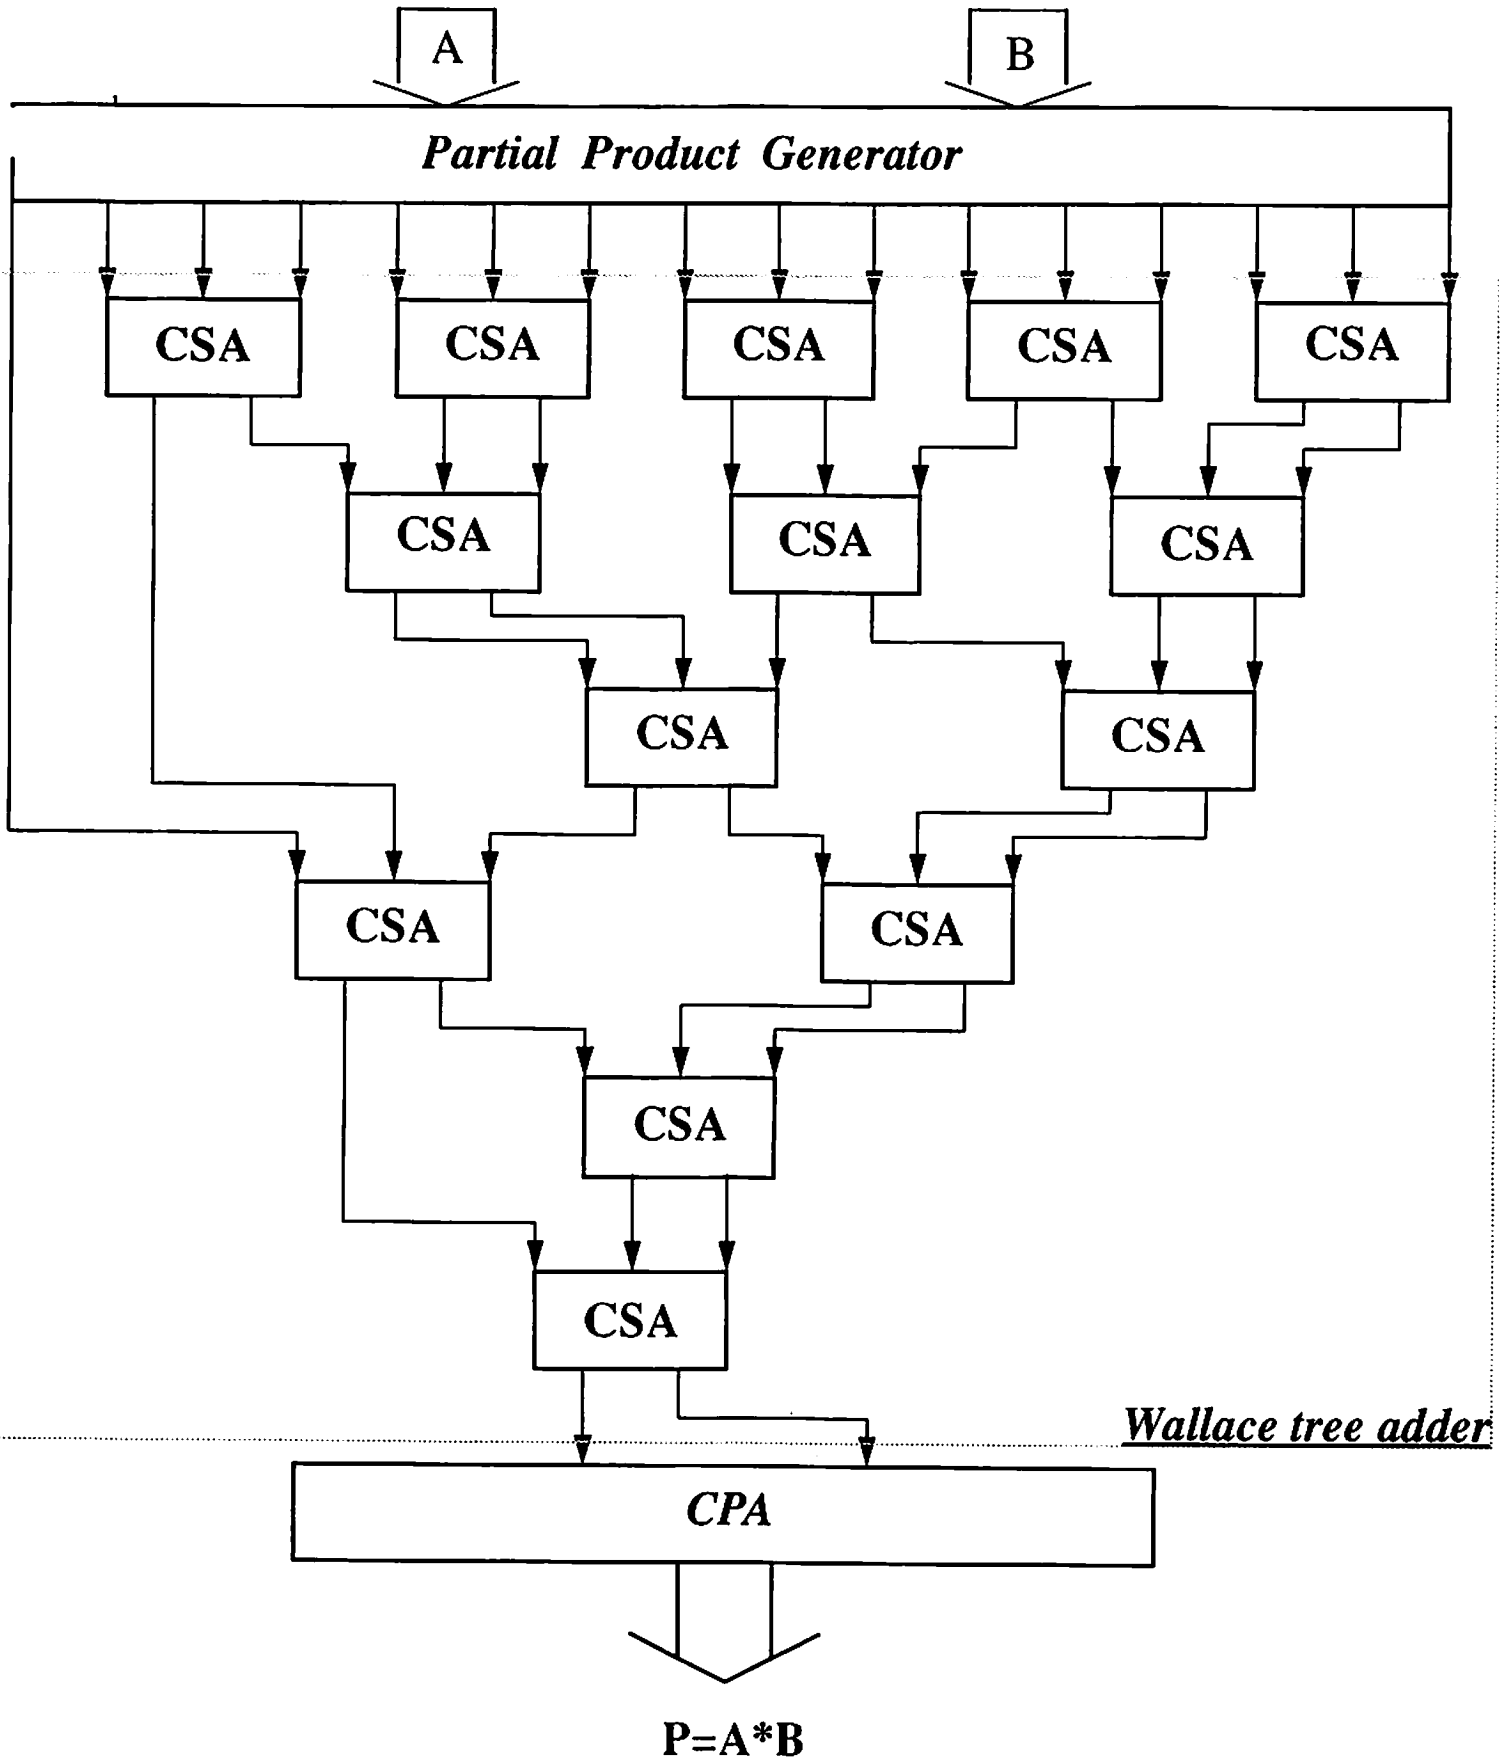 A
B
Partial Product Generator
CSA CSA CSA CSA CSA
CSA CSA CSA
CSA CSA
CSA CSA
CSA
CSA
Wallace tree adder
CPA
P=A*B